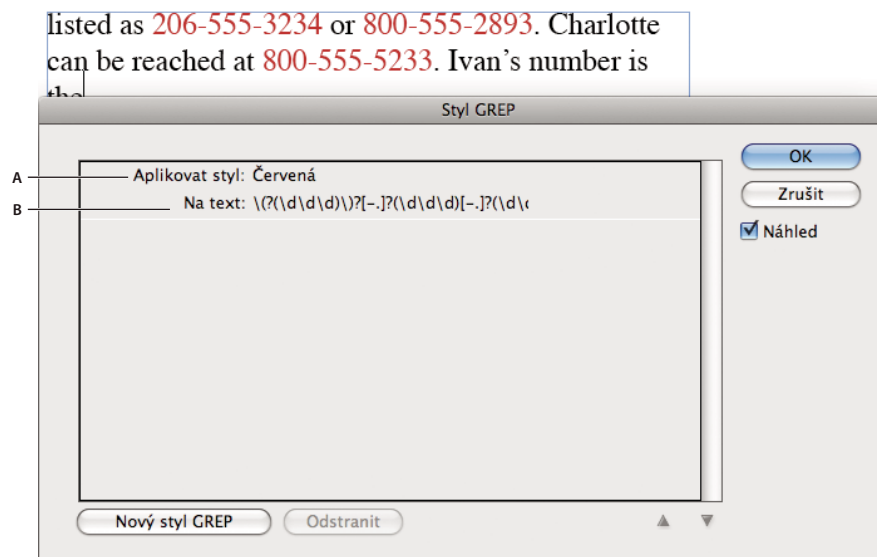 listed as 206-555-3234 or 800-555-2893. Charlotte
can be reached at 800-555-5233. Ivan’s number is
the
Styl GREP
A
Aplikovat styl: Červená
B
Na text: \(?(\d\d\d)\)?[-.]?(\d\d\d)[-.]?(\d\
OK
Zrušit
Náhled
Nový styl GREP
Odstranit